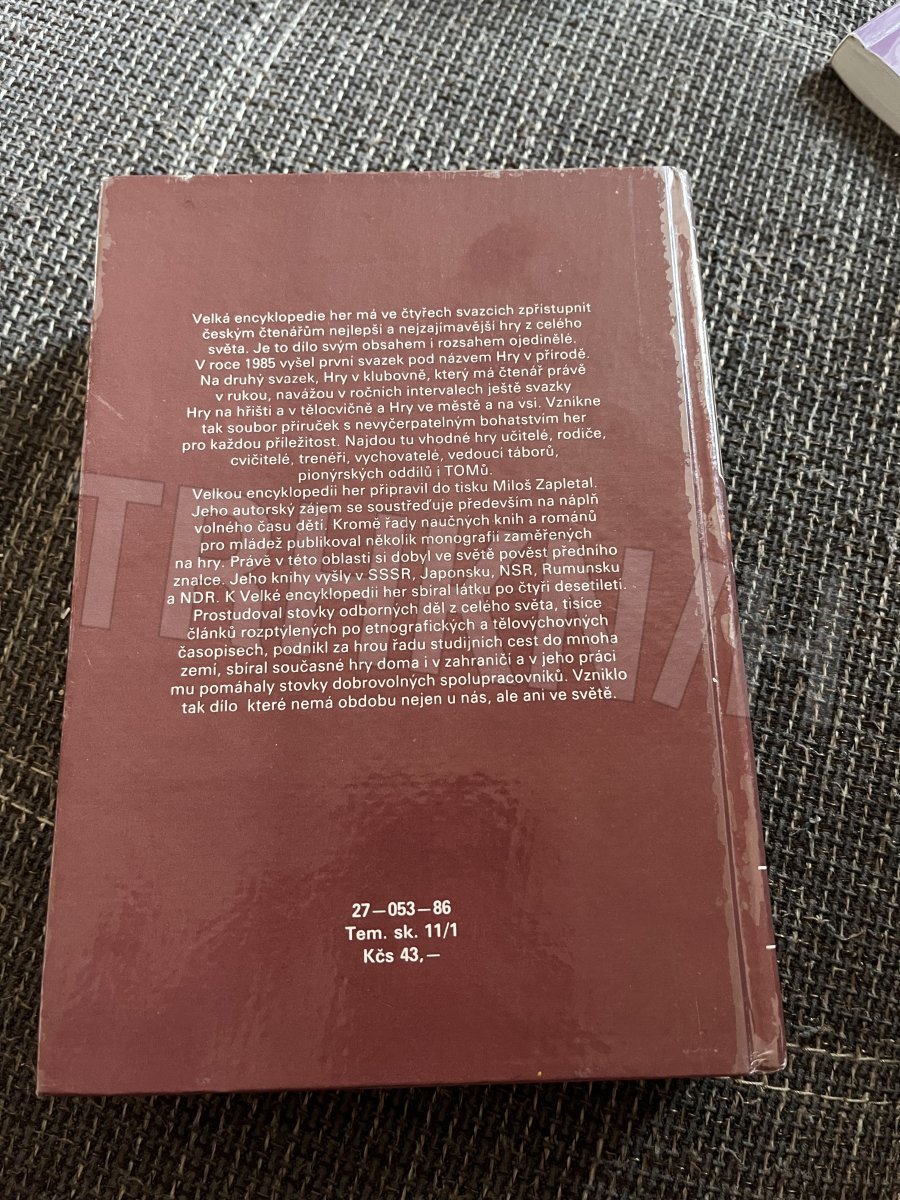 Velká encyklopedie her má ve čtyřech svazcích zpřístupnit
českým čtenářům nejlepší a nejzajímavější hry z celého
světa. Je to dílo svým obsahem i rozsahem ojedinělé.
V roce 1985 vyšel první svazek pod názvem Hry v přírodě.
Na druhý svazek, Hry v klubovně, který má čtenář právě
v rukou, navážou v ročních intervalech ještě svazky
Hry na hřišti a v tělocvičně a Hry ve městě a na vsi. Vznikne
tak soubor příruček s nevyčerpatelným bohatstvím her
pro každou příležitost. Najdou tu vhodné hry učitelé, rodiče,
cvičitelé, trenéři, vychovatelé, vedoucí táborů,
pionýrských oddílů i TOMů.
Velkou encyklopedii her připravil do tisku Miloš Zapletal.
Jeho autorský zájem se soustřeďuje především na náplň
volného času dětí. Kromě řady naučných knih a románů
pro mládež publikoval několik monografií zaměřených
na hry. Právě v této oblasti si dobyl ve světě pověst předního
znalce. Jeho knihy vyšly v SSSR, Japonsku, NSR, Rumunsku
a NDR. K Velké encyklopedii her sbíral látku po čtyři desetiletí.
Prostudoval stovky odborných děl z celého světa, tisíce
článků rozptýlených po etnografických a tělovýchovných
časopisech, podnikl za hrou řadu studijních cest do mnoha
zemí, sbíral současné hry doma i v zahraničí a v jeho práci
mu pomáhaly stovky dobrovolných spolupracovníků. Vzniklo
tak dílo které nemá obdobu nejen u nás, ale ani ve světě.
27—053—86
Tem. sk. 11/1
Kčs 43,—